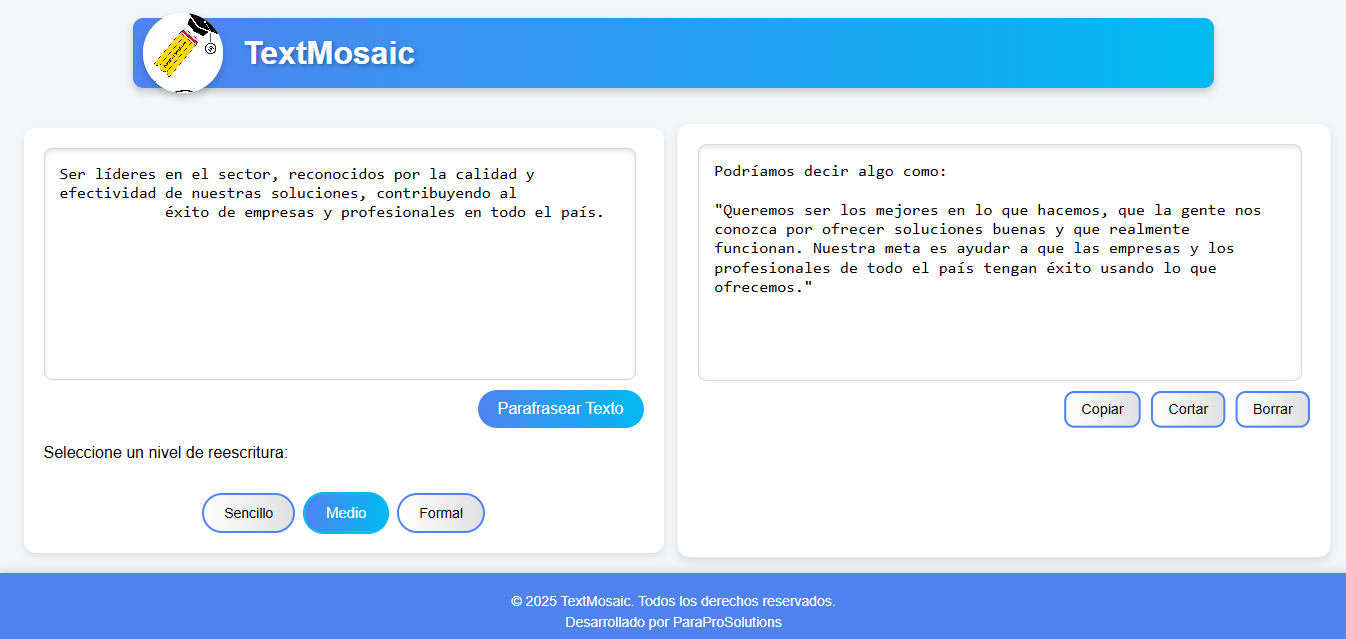 TextMosaic
Ser líderes en el sector, reconocidos por la calidad y
efectividad de nuestras soluciones, contribuyendo al
éxito de empresas y profesionales en todo el país.
Parafrasear Texto
Seleccione un nivel de reescritura:
Sencillo
Medio
Formal
Podríamos decir algo como:
"Queremos ser los mejores en lo que hacemos, que la gente nos
conozca por ofrecer soluciones buenas y que realmente
funcionan. Nuestra meta es ayudar a que las empresas y los
profesionales de todo el país tengan éxito usando lo que
ofrecemos."
Copiar
Cortar
Borrar
© 2025 TextMosaic. Todos los derechos reservados.
Desarrollado por ParaProSolutions